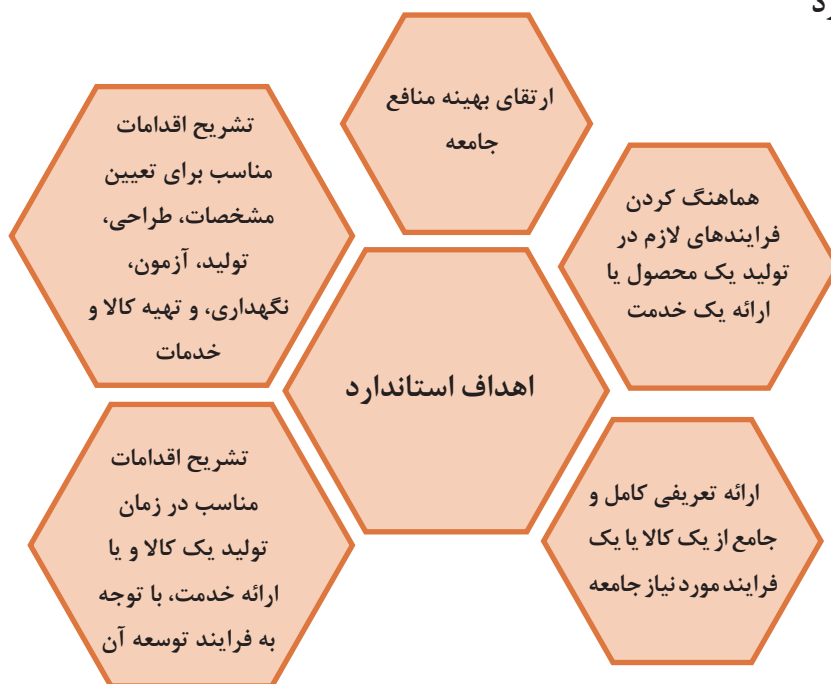 ارتقای بهینه منافع
جامعه
هماهنگ کردن
فرایندهای لازم در
تولید یک محصول یا
ارائه یک خدمت
تشریح اقدامات
مناسب برای تعیین
مشخصات، طراحی،
تولید، آزمون،
نگهداری، و تهیه کالا و
خدمات
اهداف استاندارد
ارائه تعریفی کامل و
جامع از یک کالا یا یک
فرایند مورد نیاز جامعه
تشریح اقدامات
مناسب در زمان
تولید یک کالا و یا
ارائه خدمت، با توجه
به فرایند توسعه آن